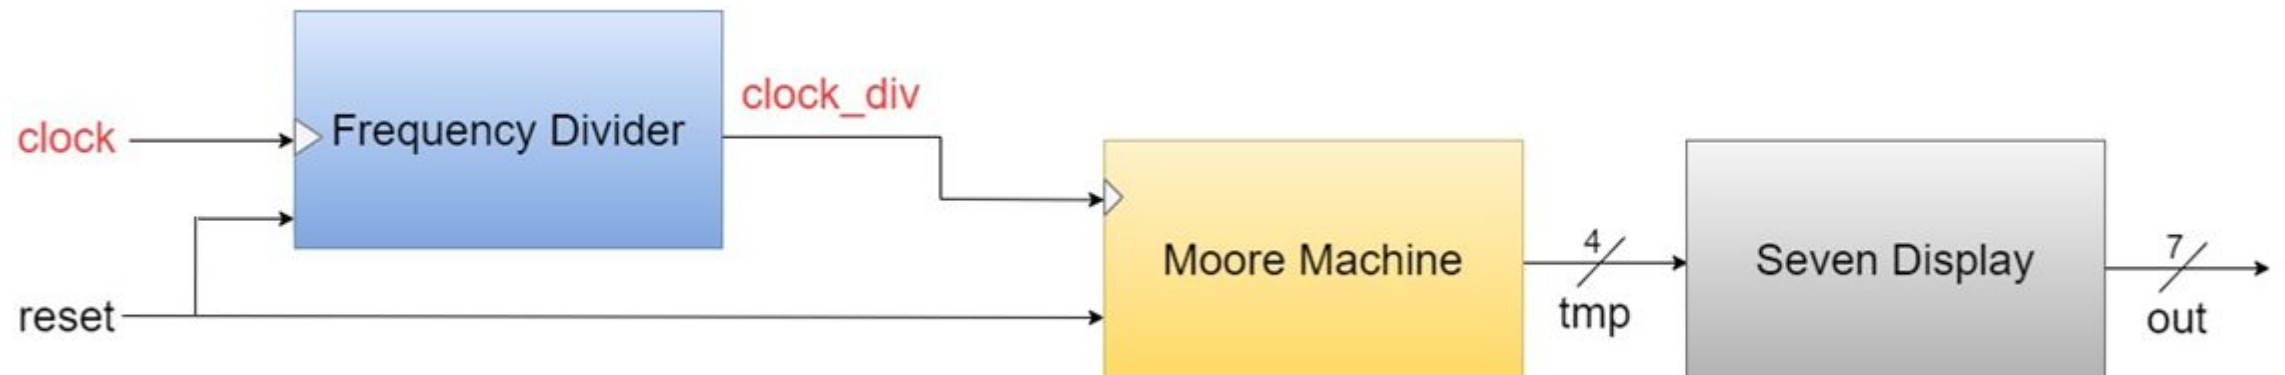 clock
Frequency Divider
clock_div
reset
Moore Machine
4
tmp
Seven Display
7
out